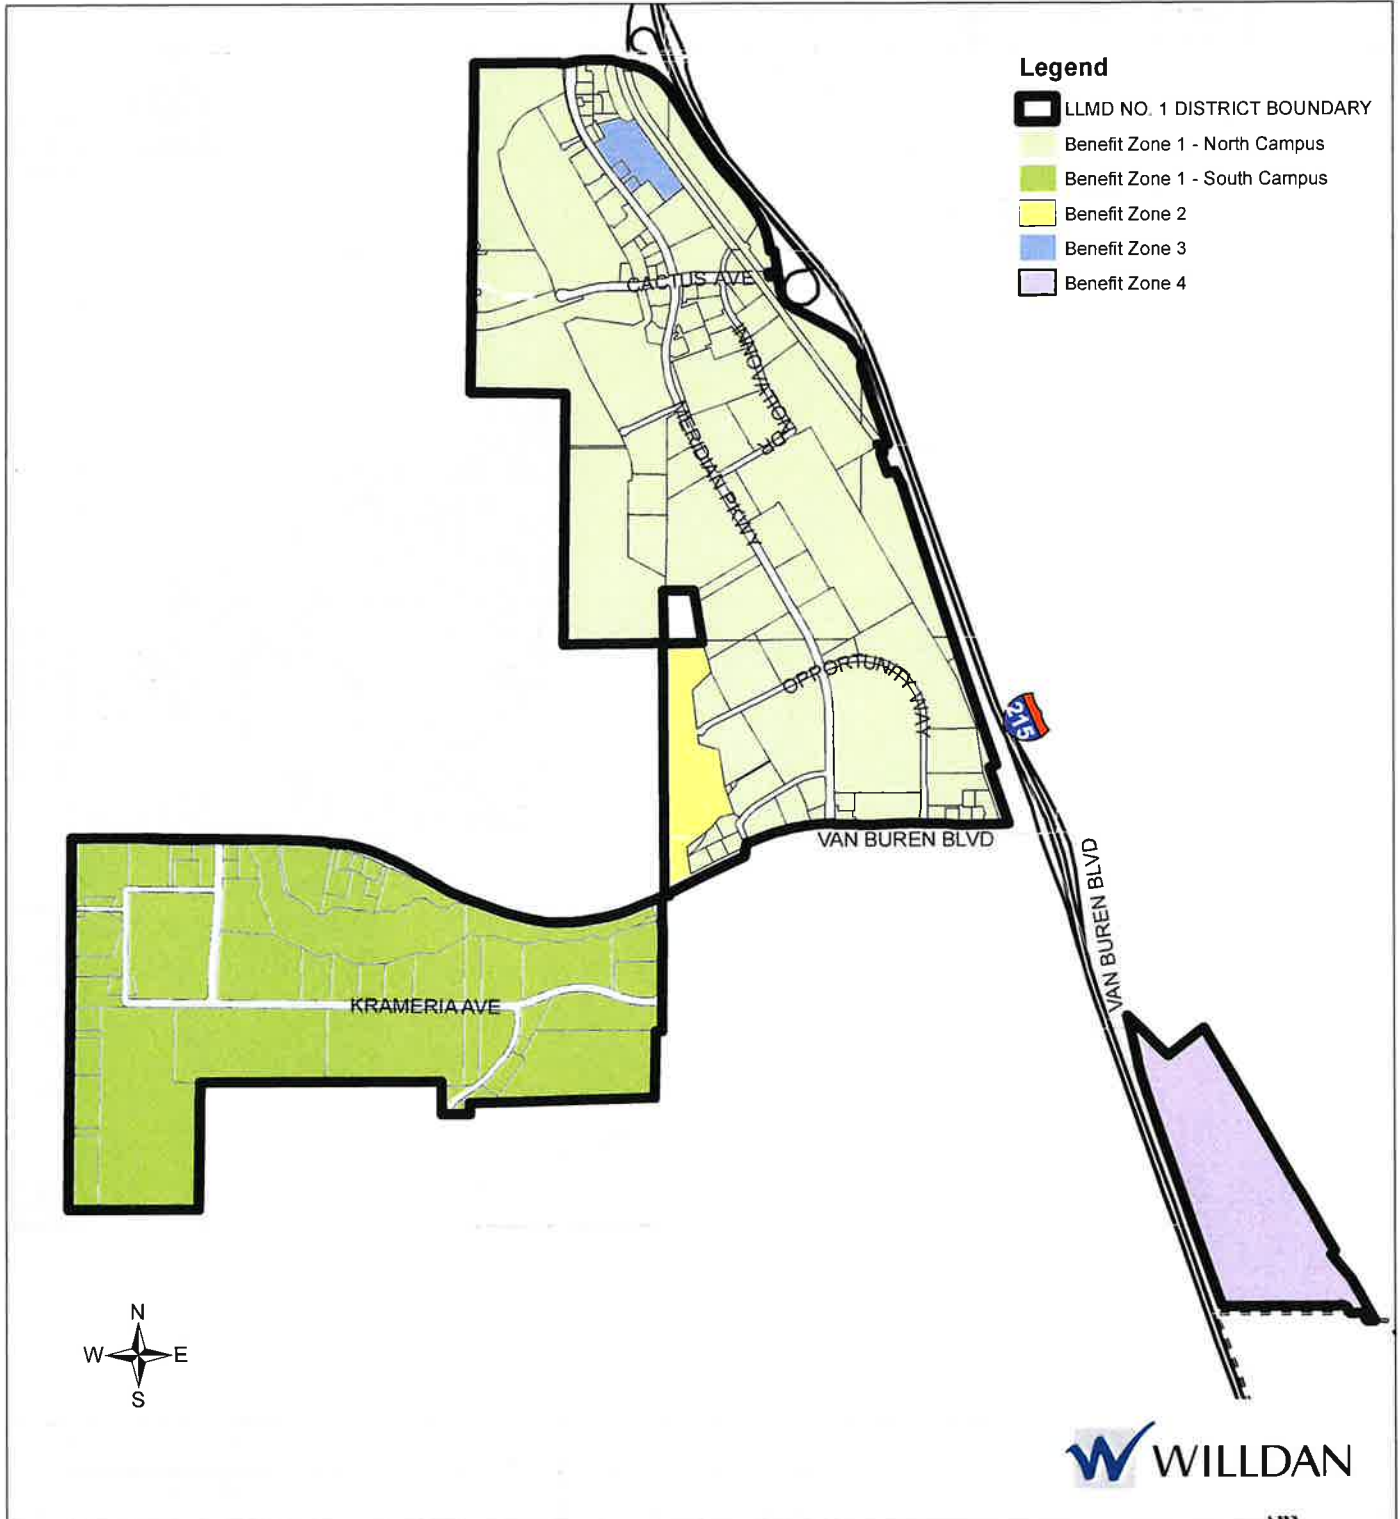 Legend
LLMD NO. 1 DISTRICT BOUNDARY
Benefit Zone 1 - North Campus
Benefit Zone 1 - South Campus
Benefit Zone 2
Benefit Zone 3
Benefit Zone 4
CACTUS AVE
INNOVATION DR
MERIDIAN PKWY
OPPORTUNITY WAY
215
VAN BUREN BLVD
VAN BUREN BLVD
KRAMERIA AVE
N
W E
S
W WILLDAN